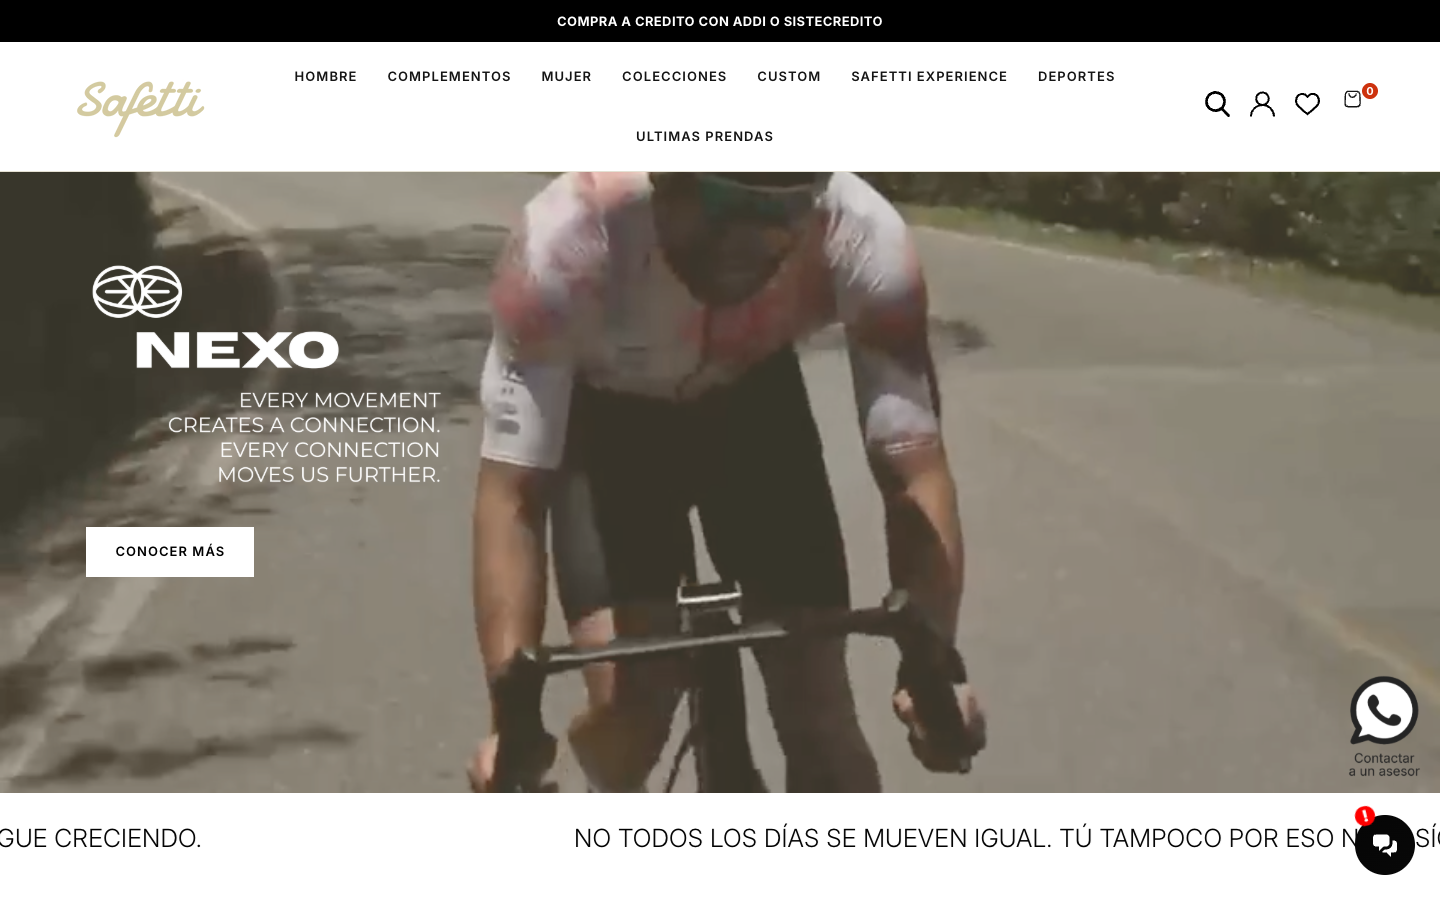 COMPRA A CREDITO CON ADDI O SISTECREDITO
Safetti
HOMBRE COMPLEMENTOS MUJER COLECCIONES CUSTOM SAFETTI EXPERIENCE DEPORTES
ULTIMAS PRENDAS
0
NEXO
EVERY MOVEMENT
CREATES A CONNECTION.
EVERY CONNECTION
MOVES US FURTHER.
CONOCER MÁS
Contactar
a un asesor
GUE CRECIENDO. NO TODOS LOS DÍAS SE MUEVEN IGUAL. TÚ TAMPOCO POR ESO